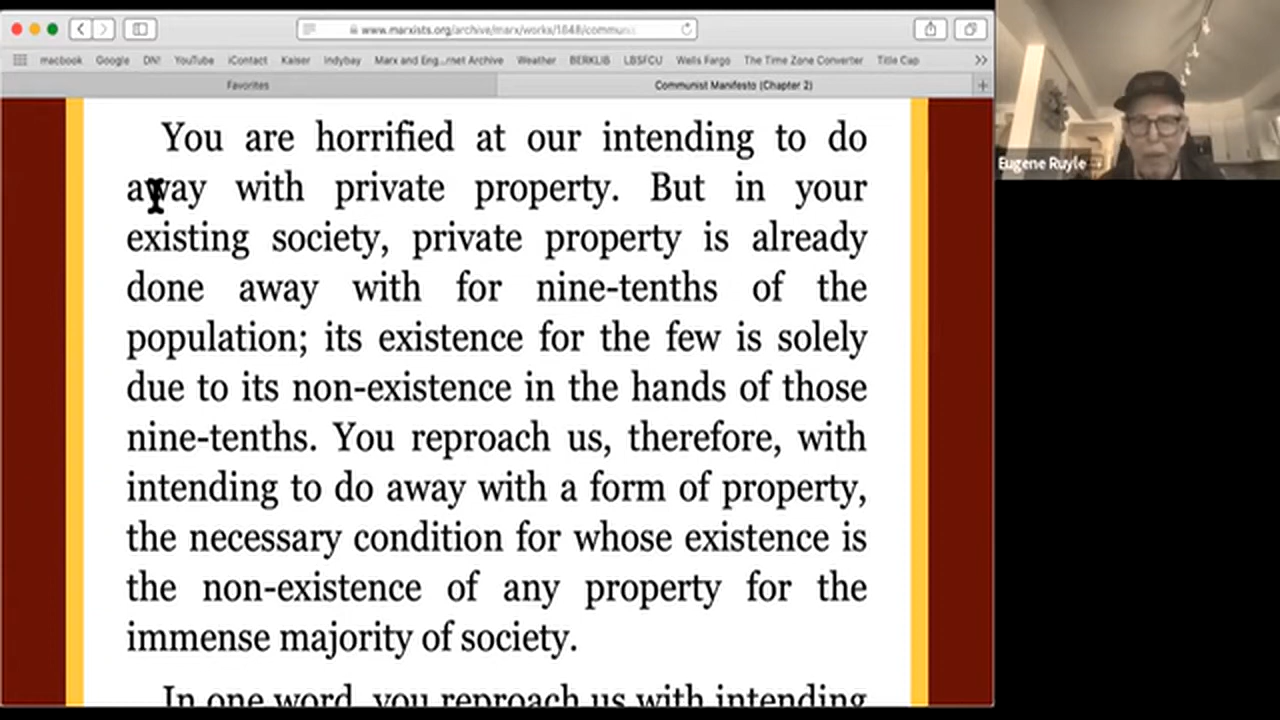 www.marxists.org/archive/marx/works/1848/commun
macbook Google DN! YouTube iContact Kaiser Indybay Marx and Eng...rnet Archive Weather BERKLIB LBSFCU Wells Fargo The Time Zone Converter Title Cap
Favorites Communist Manifesto (Chapter 2)
You are horrified at our intending to do
away with private property. But in your
existing society, private property is already
done away with for nine-tenths of the
population; its existence for the few is solely
due to its non-existence in the hands of those
nine-tenths. You reproach us, therefore, with
intending to do away with a form of property,
the necessary condition for whose existence is
the non-existence of any property for the
immense majority of society.
In one word, you reproach us with intending
Eugene Ruyle